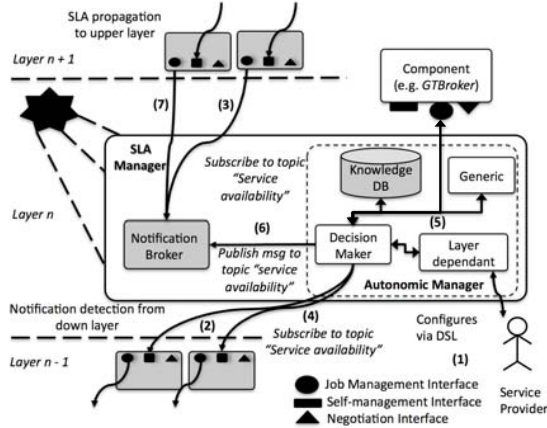 SLA propagation
to upper layer
Layer n + 1
(7)
(3)
Component
(e.g. GTBroker)
SLA
Manager
Subscribe to topic
“Service
availability”
Knowledge
DB
Generic
Layer n
(5)
(6)
Notification
Broker
Decision
Maker
Layer
dependant
Publish msg to
topic “service
availability”
Autonomic Manager
Notification detection from
down layer
(2)
(4)
Subscribe to topic
“Service availability”
Configures
via DSL
(1)
Layer n - 1
Job Management Interface
Self-management Interface
Negotiation Interface
Service
Provider